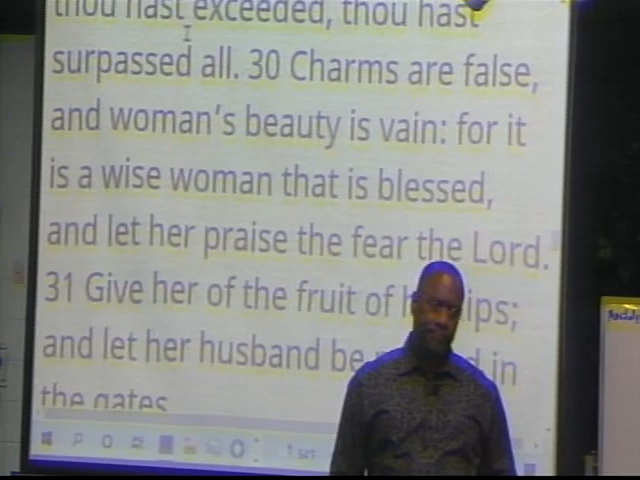 thou hast exceeded, thou hast
surpassed all. 30 Charms are false,
and woman's beauty is vain: for it
is a wise woman that is blessed,
and let her praise the fear the Lord.
31 Give her of the fruit of h ips;
and let her husband be d in
the gates